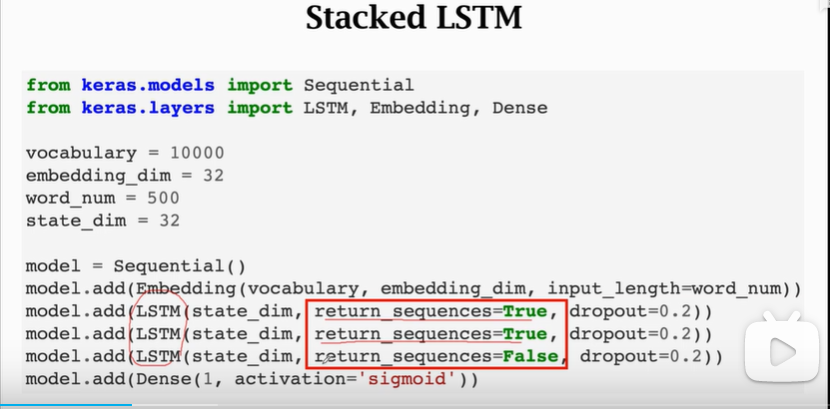 Stacked LSTM
from keras.models import Sequential
from keras.layers import LSTM, Embedding, Dense
vocabulary = 10000
embedding_dim = 32
word_num = 500
state_dim = 32
model = Sequential()
model.add(Embedding(vocabulary, embedding_dim, input_length=word_num))
model.add(LSTM(state_dim, return_sequences=True, dropout=0.2))
model.add(LSTM(state_dim, return_sequences=True, dropout=0.2))
model.add(LSTM(state_dim, return_sequences=False, dropout=0.2))
model.add(Dense(1, activation='sigmoid'))